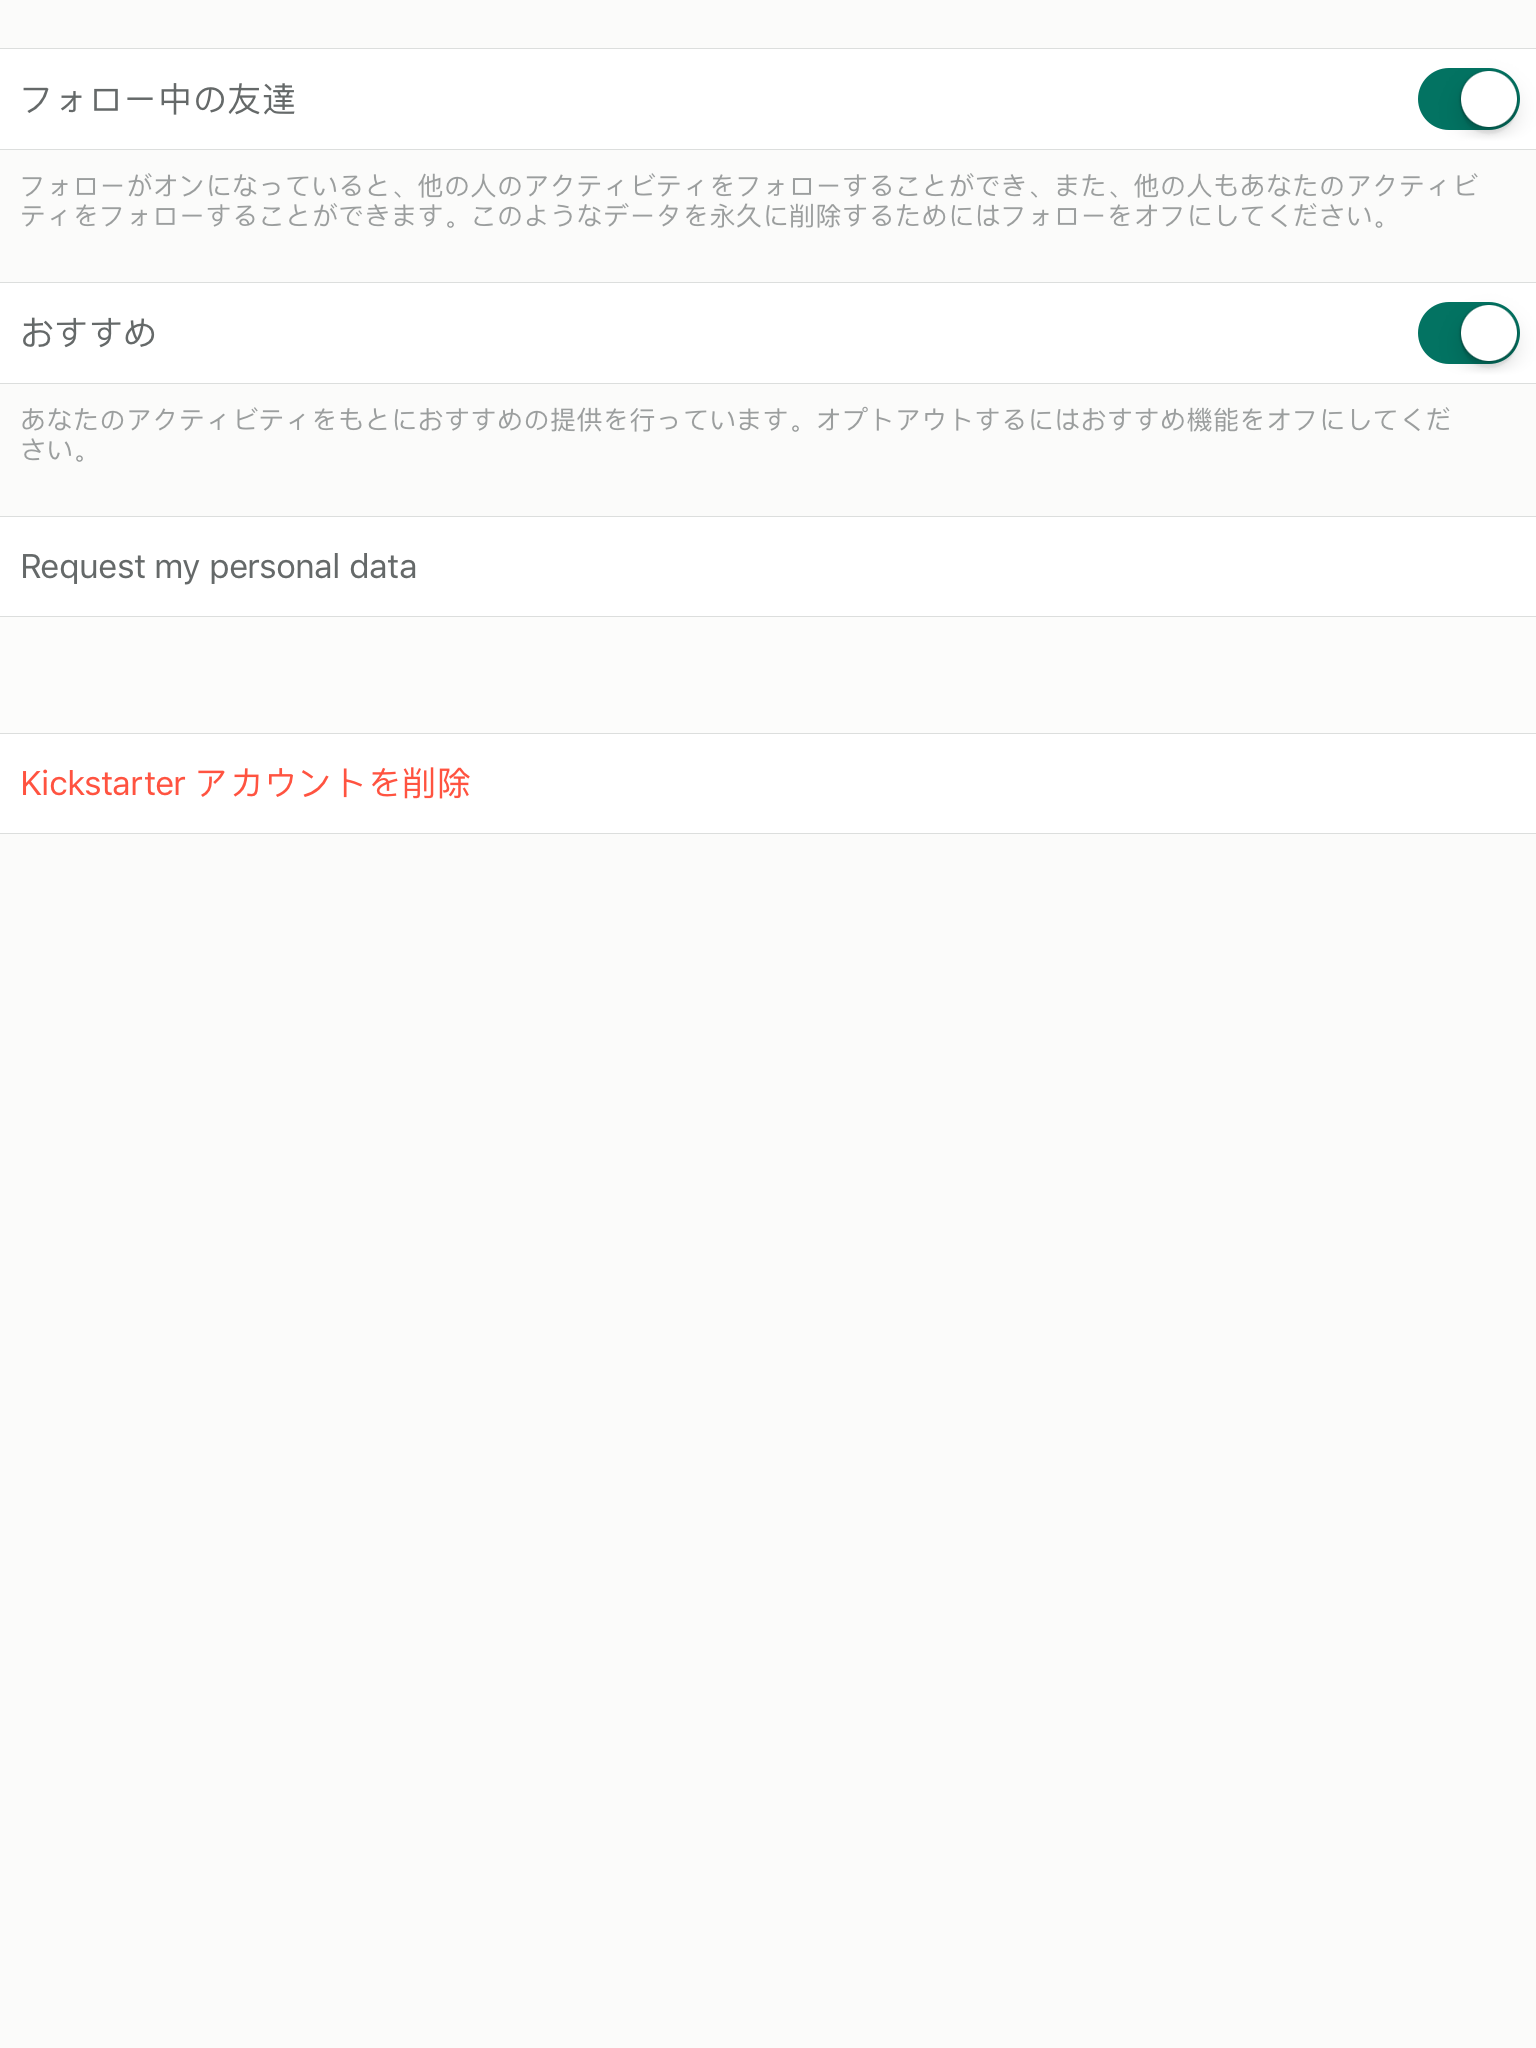 フォロー中の友達
フォローがオンになっていると、他の人のアクティビティをフォローすることができ、また、他の人もあなたのアクティビ
ティをフォローすることができます。このようなデータを永久に削除するためにはフォローをオフにしてください。
おすすめ
あなたのアクティビティをもとにおすすめの提供を行っています。オプトアウトするにはおすすめ機能をオフにしてくだ
さい。
Request my personal data
Kickstarter アカウントを削除